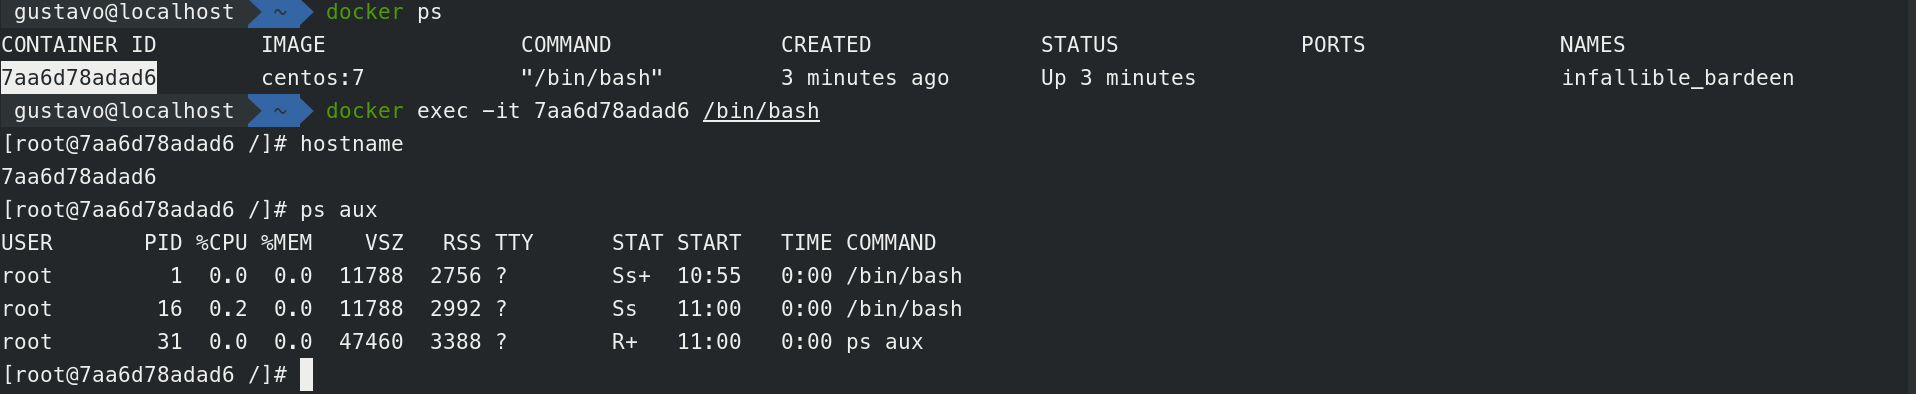 gustavo@localhost ~ docker ps
CONTAINER ID        IMAGE               COMMAND             CREATED             STATUS              PORTS               NAMES
7aa6d78adad6        centos:7            "/bin/bash"         3 minutes ago       Up 3 minutes                            infallible_bardeen
gustavo@localhost ~ docker exec -it 7aa6d78adad6 /bin/bash
[root@7aa6d78adad6 /]# hostname
7aa6d78adad6
[root@7aa6d78adad6 /]# ps aux
USER       PID %CPU %MEM    VSZ   RSS TTY      STAT START   TIME COMMAND
root         1  0.0  0.0  11788  2756 ?        Ss+  10:55   0:00 /bin/bash
root        16  0.2  0.0  11788  2992 ?        Ss   11:00   0:00 /bin/bash
root        31  0.0  0.0  47460  3388 ?        R+   11:00   0:00 ps aux
[root@7aa6d78adad6 /]#